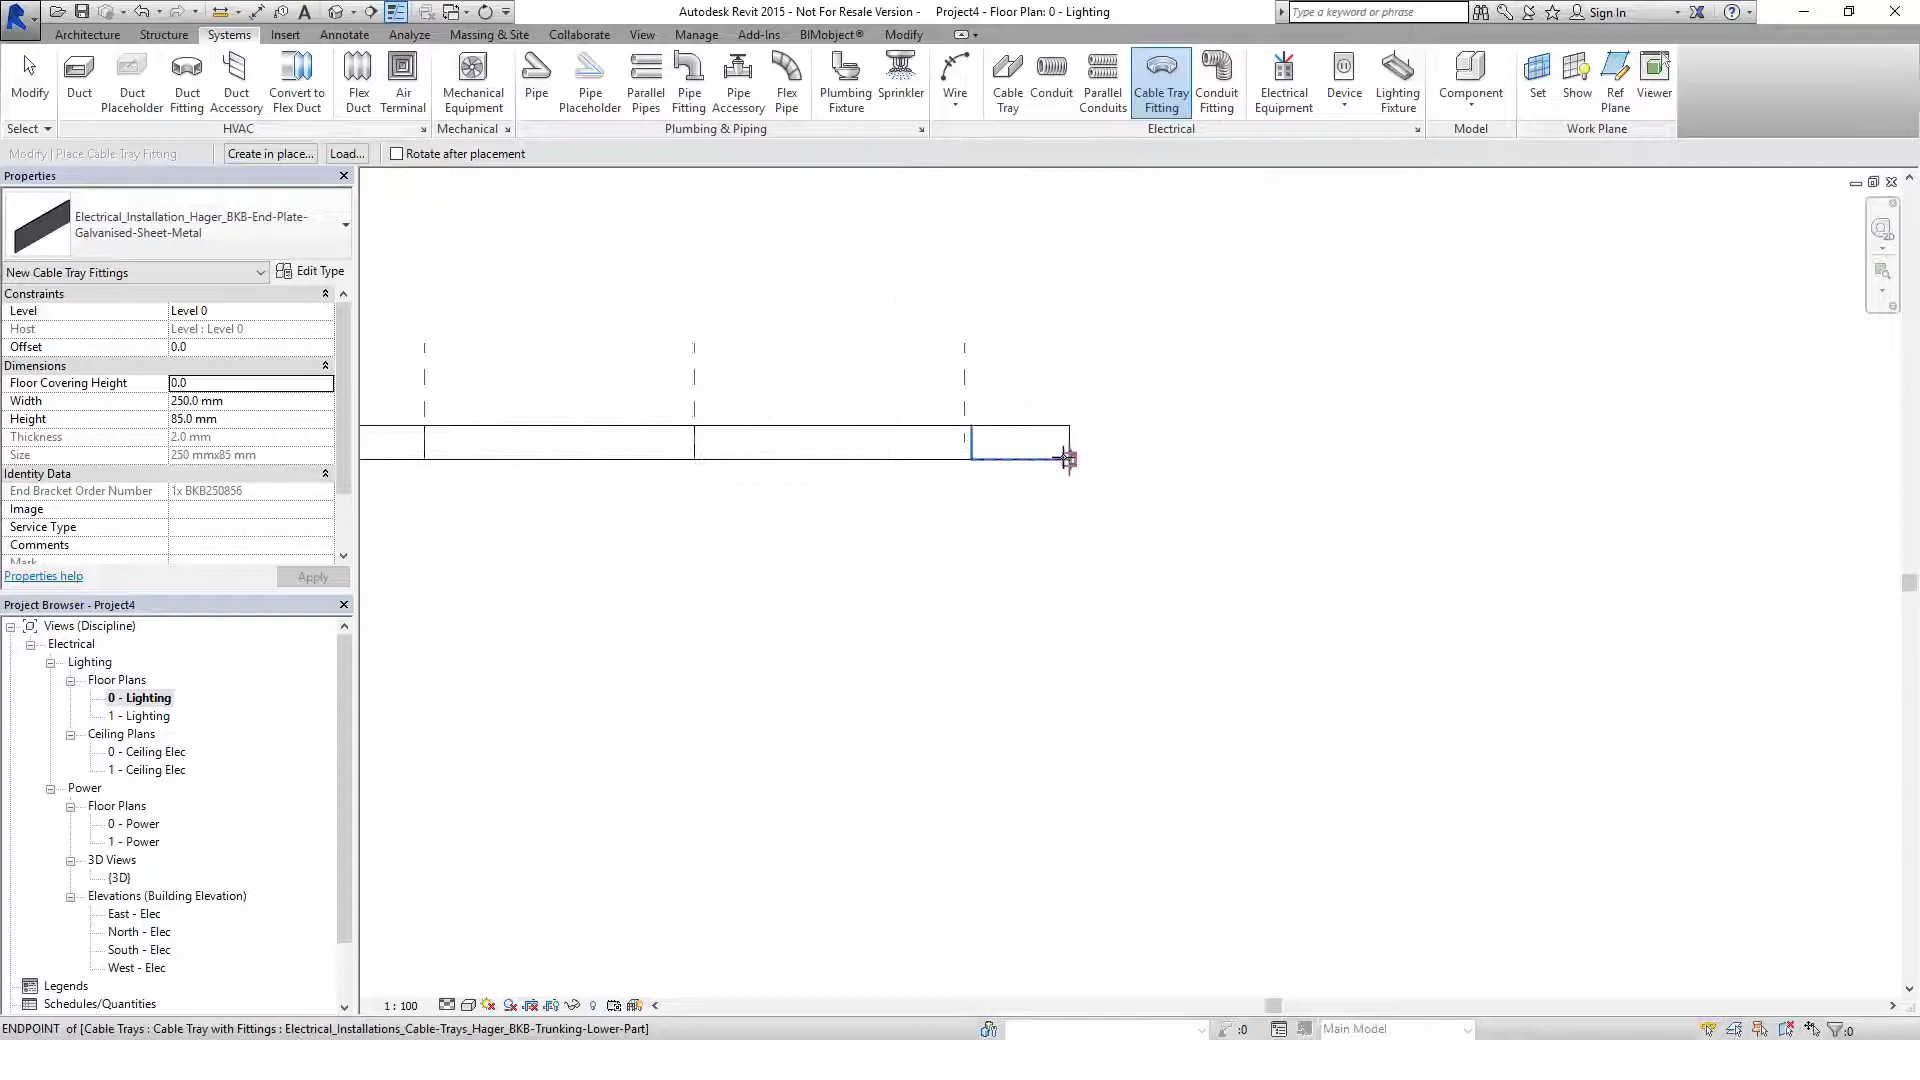 Autodesk Revit 2015 - Not For Resale Version - Project4 - Floor Plan: 0 - Lighting
Type a keyword or phrase
Sign In
Architecture Structure Systems Insert Annotate Analyze Massing & Site Collaborate View Manage Add-Ins BIMobject® Modify
Modify
Duct
Duct Placeholder
Duct Fitting
Duct Accessory
Convert to Flex Duct
Flex Duct
Air Terminal
Mechanical Equipment
Pipe
Pipe Placeholder
Parallel Pipes
Pipe Fitting
Pipe Accessory
Flex Pipe
Plumbing Fixture
Sprinkler
Wire
Cable Tray
Conduit
Parallel Conduits
Cable Tray Fitting
Conduit Fitting
Electrical Equipment
Device
Lighting Fixture
Component
Set
Show
Ref Plane
Viewer
Select HVAC Mechanical Plumbing & Piping Electrical Model Work Plane
Modify | Place Cable Tray Fitting Create in place... Load... Rotate after placement
Properties
Electrical_Installation_Hager_BKB-End-Plate-
Galvanised-Sheet-Metal
New Cable Tray Fittings Edit Type
Constraints
Level Level 0
Host Level : Level 0
Offset 0.0
Dimensions
Floor Covering Height 0.0
Width 250.0 mm
Height 85.0 mm
Thickness 2.0 mm
Size 250 mmx85 mm
Identity Data
End Bracket Order Number 1x BKB250856
Image
Service Type
Comments
Mark
Properties help Apply
Project Browser - Project4
Views (Discipline)
Electrical
Lighting
Floor Plans
0 - Lighting
1 - Lighting
Ceiling Plans
0 - Ceiling Elec
1 - Ceiling Elec
Power
Floor Plans
0 - Power
1 - Power
3D Views
{3D}
Elevations (Building Elevation)
East - Elec
North - Elec
South - Elec
West - Elec
Legends
Schedules/Quantities
2D
1 : 100
ENDPOINT of [Cable Trays : Cable Tray with Fittings : Electrical_Installations_Cable-Trays_Hager_BKB-Trunking-Lower-Part] :0 Main Model :0